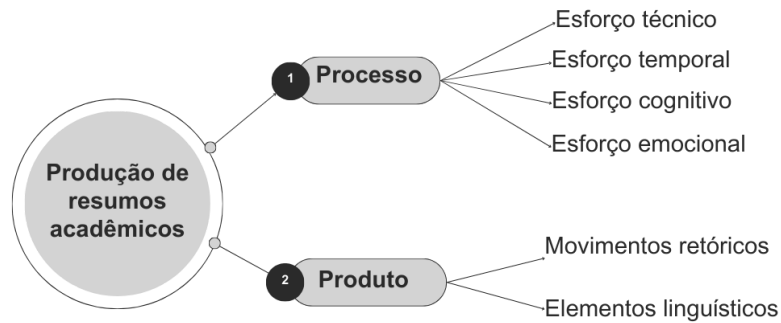 Produção de
resumos
acadêmicos
1
Processo
Esforço técnico
Esforço temporal
Esforço cognitivo
Esforço emocional
2
Produto
Movimentos retóricos
Elementos linguísticos